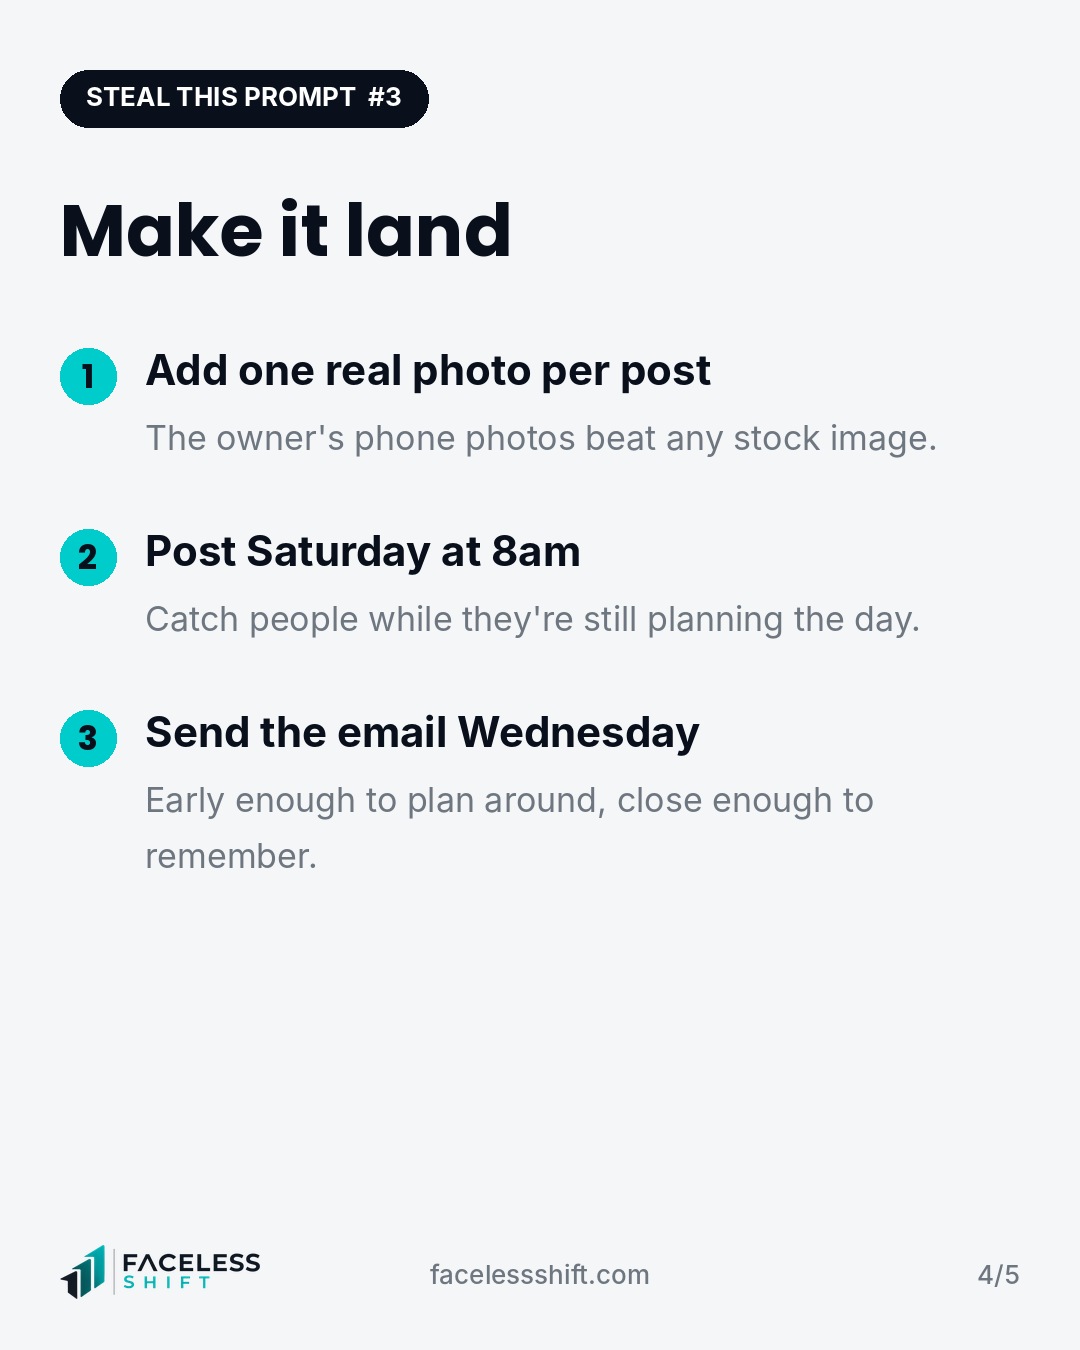 STEAL THIS PROMPT #3
Make it land
1
Add one real photo per post
The owner's phone photos beat any stock image.
2
Post Saturday at 8am
Catch people while they're still planning the day.
3
Send the email Wednesday
Early enough to plan around, close enough to
remember.
FACELESS
SHIFT
facelessshift.com
4/5